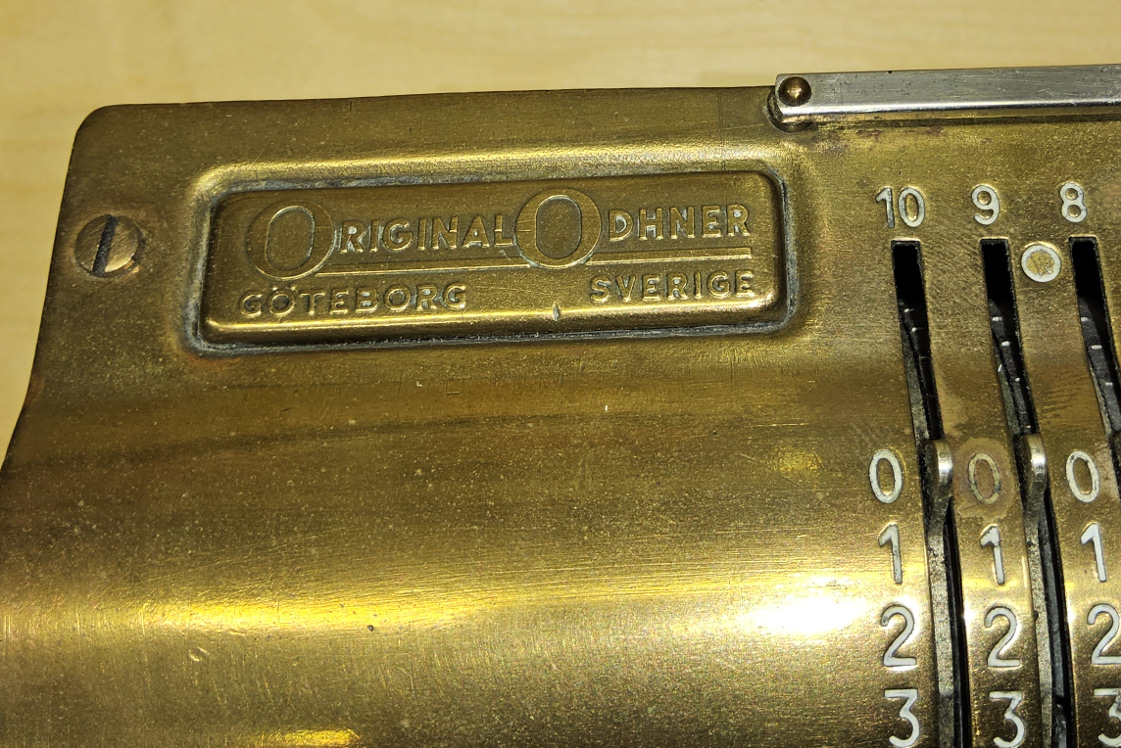 ORIGINAL ODHNER
GÖTEBORG SVERIGE
10 9 8
0 0 0
1 1 1
2 2 2
3 3 3